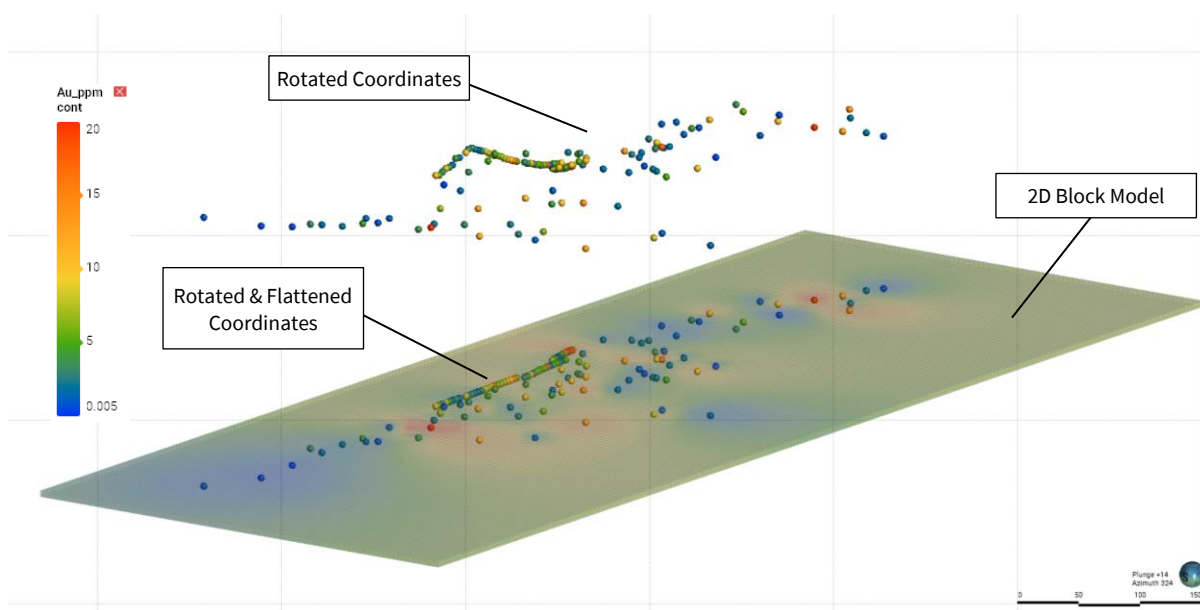 Rotated Coordinates
Au_ppm
cont
20
15
10
5
0.005
2D Block Model
Rotated & Flattened
Coordinates
Plunge +14
Azimuth 324
0
50
100
150